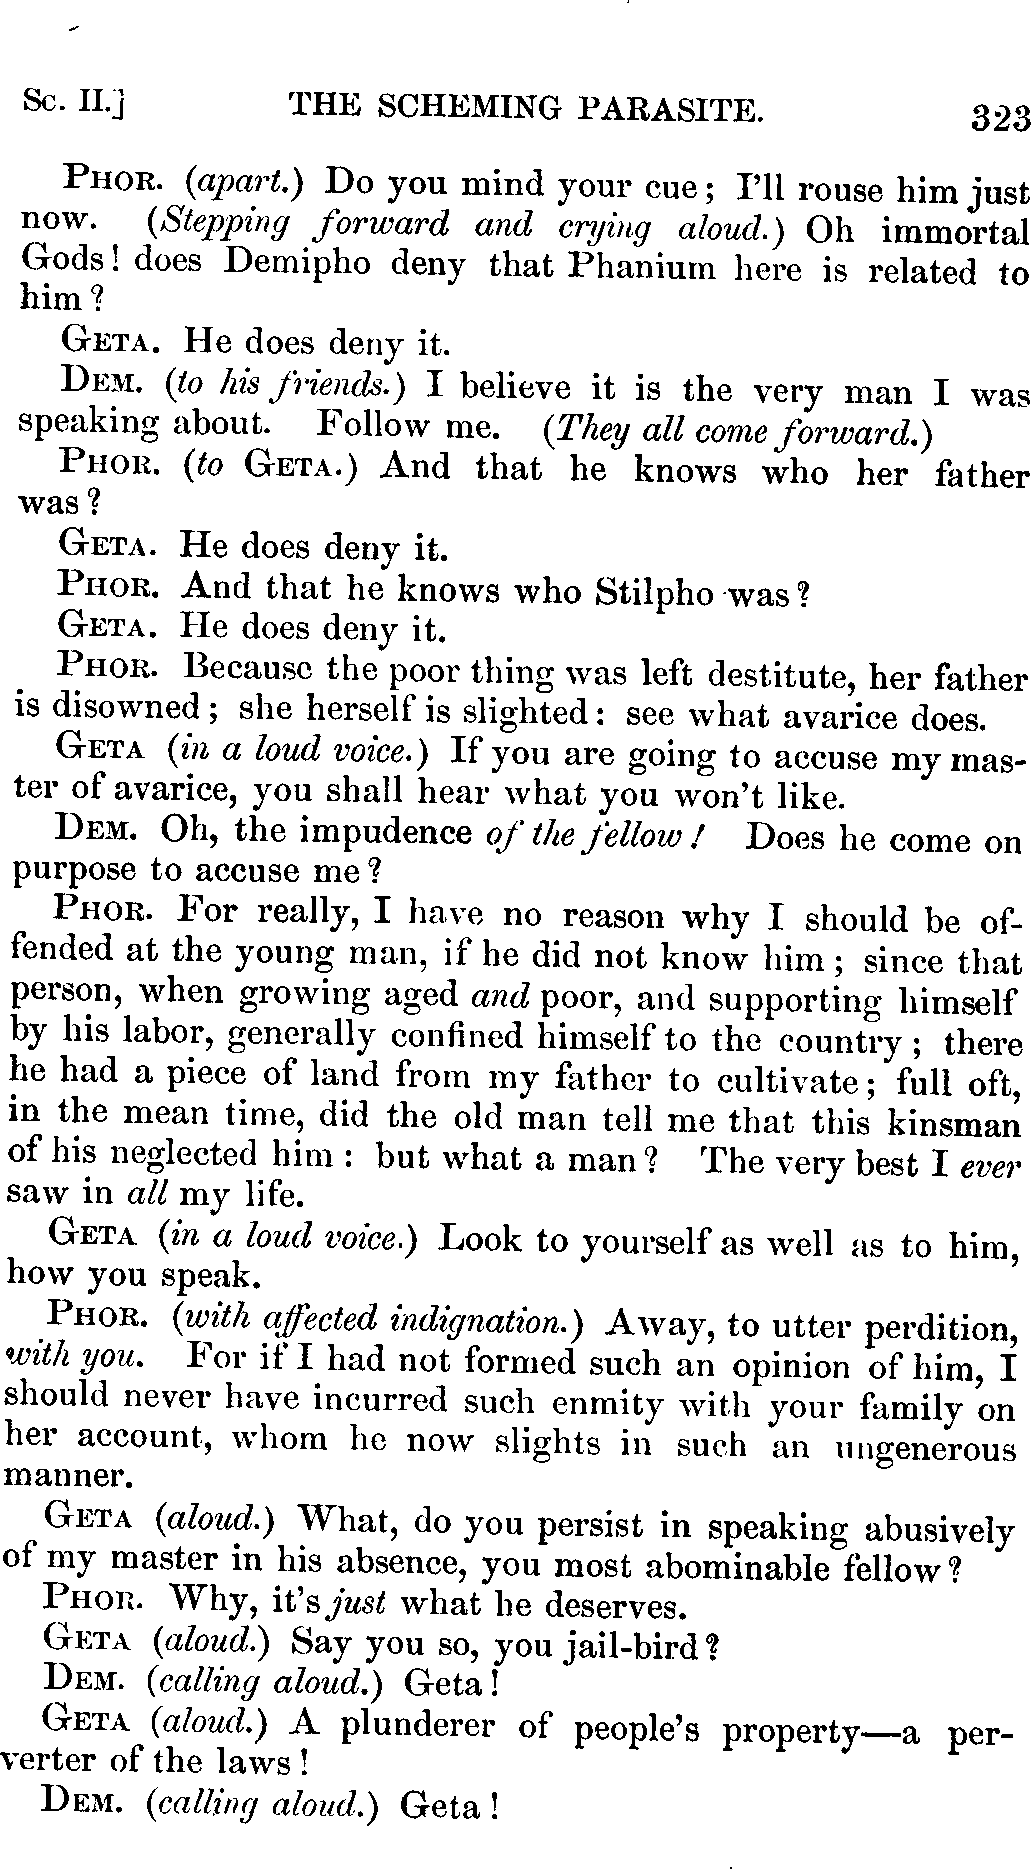 Sc. II.]
THE SCHEMING PARASITE.
323
PHOR. (apart.) Do you mind your cue; I'll rouse him just
now. (Stepping forward and crying aloud.) Oh immortal
Gods! does Demipho deny that Phanium here is related to
him?
GETA. He does deny it.
DEM. (to his friends.) I believe it is the very man I was
speaking about. Follow me. (They all come forward.)
PHOR. (to GETA.) And that he knows who her father
was?
GETA. He does deny it.
PHOR. And that he knows who Stilpho was?
GETA. He does deny it.
PHOR. Because the poor thing was left destitute, her father
is disowned; she herself is slighted: see what avarice does.
GETA (in a loud voice.) If you are going to accuse my mas-
ter of avarice, you shall hear what you won't like.
DEM. Oh, the impudence of the fellow! Does he come on
purpose to accuse me?
PHOR. For really, I have no reason why I should be of-
fended at the young man, if he did not know him; since that
person, when growing aged and poor, and supporting himself
by his labor, generally confined himself to the country; there
he had a piece of land from my father to cultivate; full oft,
in the mean time, did the old man tell me that this kinsman
of his neglected him: but what a man? The very best I ever
saw in all my life.
GETA (in a loud voice.) Look to yourself as well as to him,
how you speak.
PHOR. (with affected indignation.) Away, to utter perdition,
with you. For if I had not formed such an opinion of him, I
should never have incurred such enmity with your family on
her account, whom he now slights in such an ungenerous
manner.
GETA (aloud.) What, do you persist in speaking abusively
of my master in his absence, you most abominable fellow?
PHOR. Why, it's just what he deserves.
GETA (aloud.) Say you so, you jail-bird?
DEM. (calling aloud.) Geta!
GETA (aloud.) A plunderer of people's property—a per-
verter of the laws!
DEM. (calling aloud.) Geta!